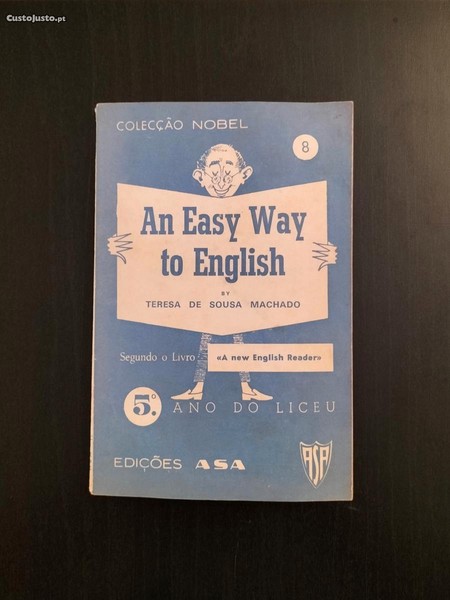 CustoJusto.pt
COLECÇÃO NOBEL
8
An Easy Way
to English
BY
TERESA DE SOUSA MACHADO
Segundo o Livro «A new English Reader»
5.º ANO DO LICEU
EDIÇÕES ASA
ASA